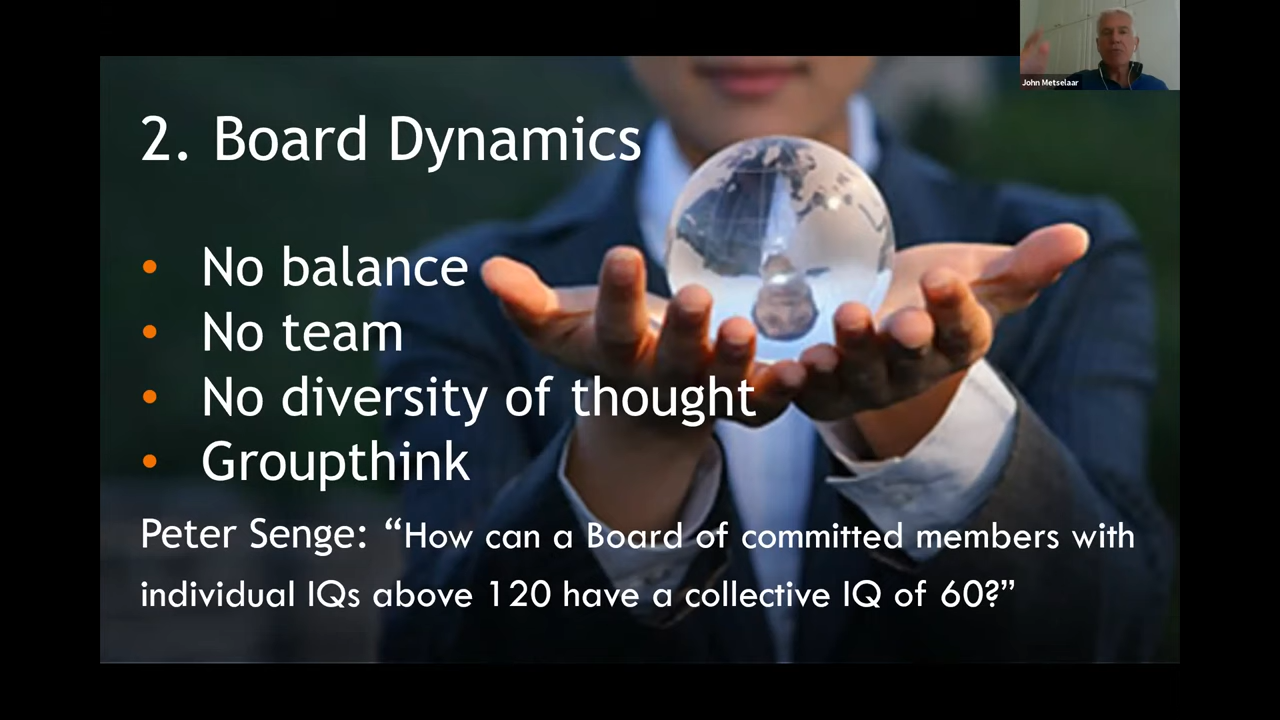 John Metselaar
2. Board Dynamics
• No balance
• No team
• No diversity of thought
• Groupthink
Peter Senge: “How can a Board of committed members with
individual IQs above 120 have a collective IQ of 60?”